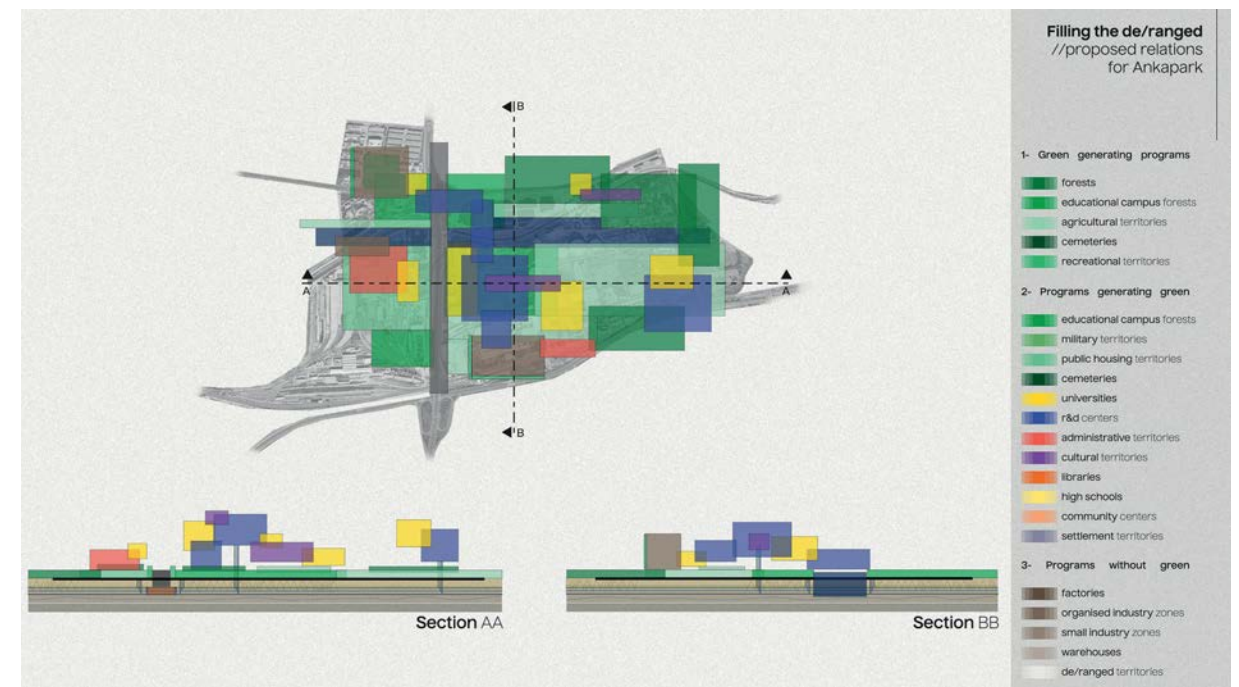 Filling the de/ranged
//proposed relations
for Ankapark
B
A
A
B
Section AA
Section BB
1- Green generating programs
forests
educational campus forests
agricultural territories
cemeteries
recreational territories
2- Programs generating green
educational campus forests
military territories
public housing territories
cemeteries
universities
r&d centers
administrative territories
cultural territories
libraries
high schools
community centers
settlement territories
3- Programs without green
factories
organised industry zones
small industry zones
warehouses
de/ranged territories